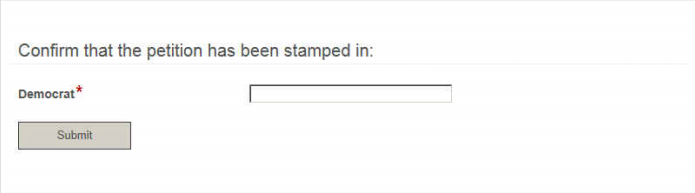 Confirm that the petition has been stamped in:
Democrat*
Submit